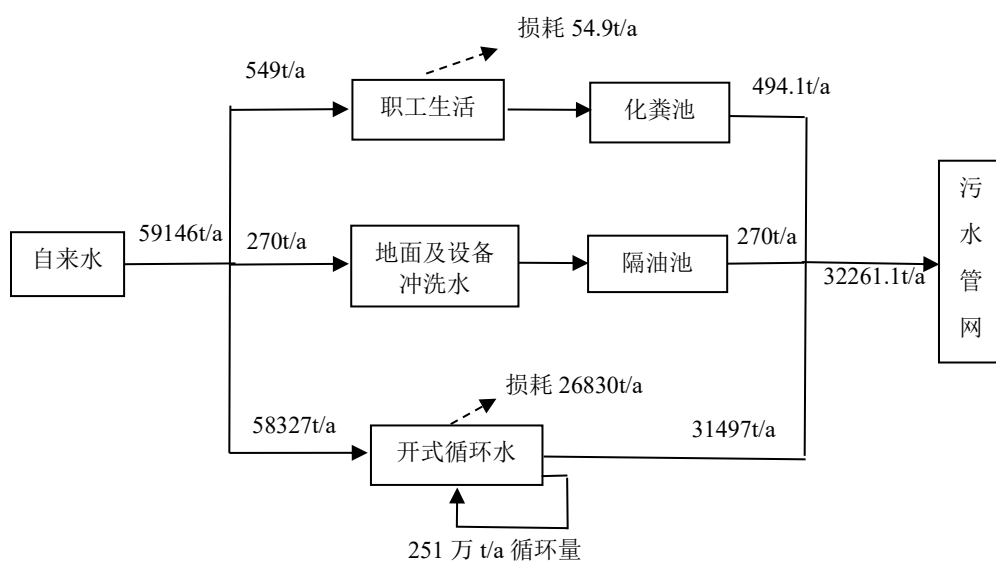 损耗 54.9t/a
549t/a
职工生活
化粪池
494.1t/a
自来水
59146t/a
270t/a
地面及设备
冲洗水
隔油池
270t/a
32261.1t/a
污
水
管
网
损耗 26830t/a
58327t/a
开式循环水
31497t/a
251 万 t/a 循环量